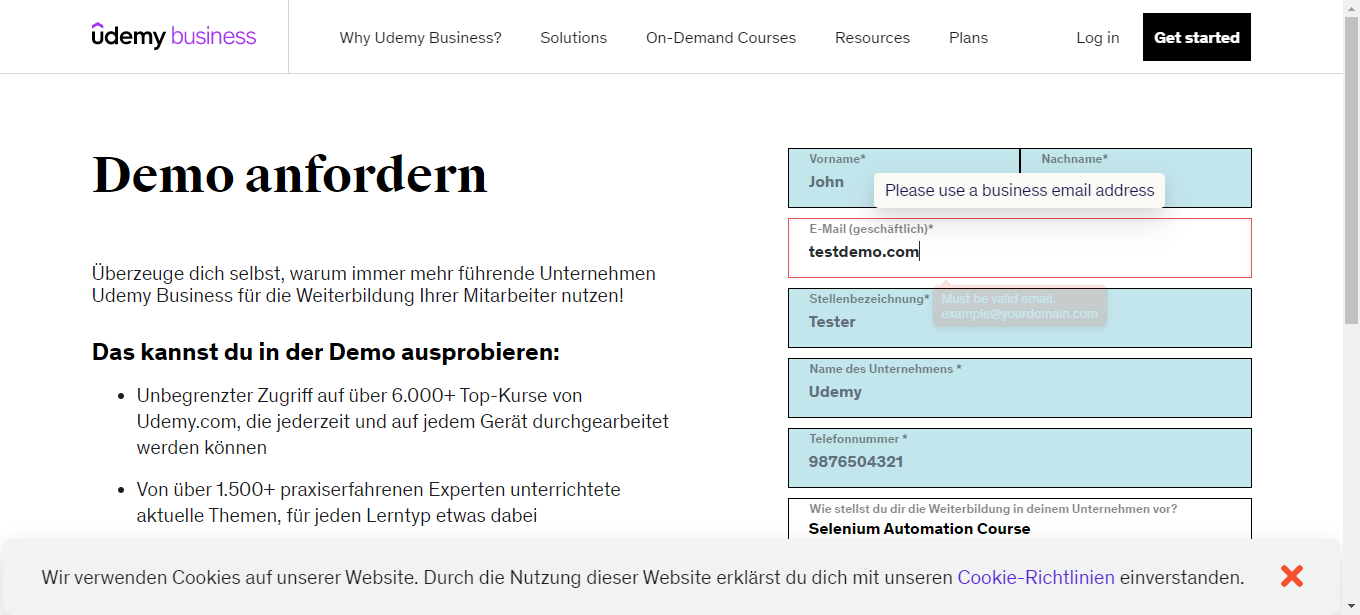 udemy business
Why Udemy Business?
Solutions
On-Demand Courses
Resources
Plans
Log in
Get started
Demo anfordern
Überzeuge dich selbst, warum immer mehr führende Unternehmen
Udemy Business für die Weiterbildung Ihrer Mitarbeiter nutzen!
Das kannst du in der Demo ausprobieren:
Unbegrenzter Zugriff auf über 6.000+ Top-Kurse von
Udemy.com, die jederzeit und auf jedem Gerät durchgearbeitet
werden können
Von über 1.500+ praxiserfahrenen Experten unterrichtete
aktuelle Themen, für jeden Lerntyp etwas dabei
Vorname*
John
Nachname*
Please use a business email address
E-Mail (geschäftlich)*
testdemo.com
Must be valid email.
example@yourdomain.com
Stellenbezeichnung*
Tester
Name des Unternehmens *
Udemy
Telefonnummer *
9876504321
Wie stellst du dir die Weiterbildung in deinem Unternehmen vor?
Selenium Automation Course
Wir verwenden Cookies auf unserer Website. Durch die Nutzung dieser Website erklärst du dich mit unseren Cookie-Richtlinien einverstanden.